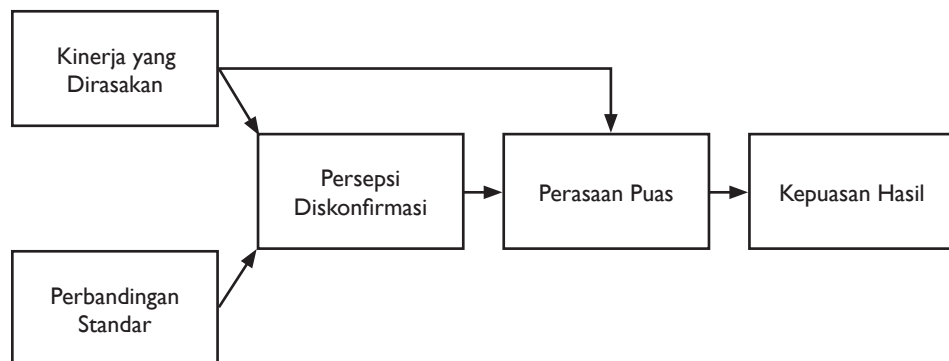 Kinerja yang
Dirasakan
Persepsi
Diskonfirmasi
Perasaan Puas
Kepuasan Hasil
Perbandingan
Standar